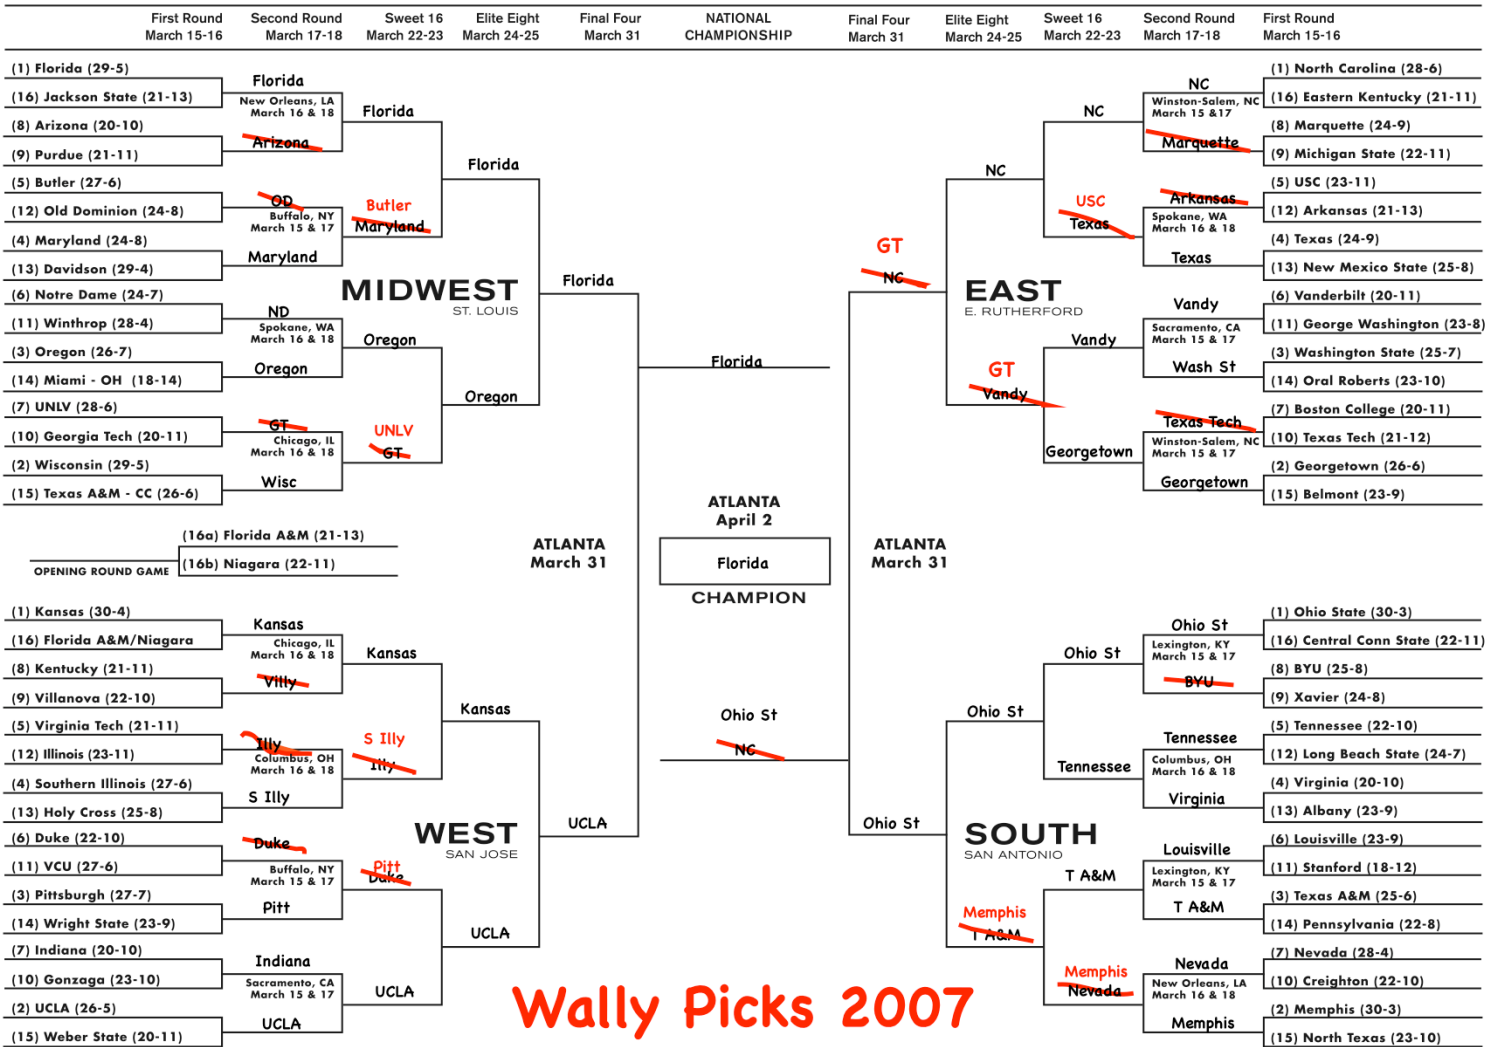 First Round
March 15-16
Second Round
March 17-18
Sweet 16
March 22-23
Elite Eight
March 24-25
Final Four
March 31
NATIONAL
CHAMPIONSHIP
Final Four
March 31
Elite Eight
March 24-25
Sweet 16
March 22-23
Second Round
March 17-18
First Round
March 15-16
(1) Florida (29-5)
(16) Jackson State (21-13)
(8) Arizona (20-10)
(9) Purdue (21-11)
(5) Butler (27-6)
(12) Old Dominion (24-8)
(4) Maryland (24-8)
(13) Davidson (29-4)
(6) Notre Dame (24-7)
(11) Winthrop (28-4)
(3) Oregon (26-7)
(14) Miami - OH (18-14)
(7) UNLV (28-6)
(10) Georgia Tech (20-11)
(2) Wisconsin (29-5)
(15) Texas A&M - CC (26-6)
Florida
New Orleans, LA
March 16 & 18
Arizona
OD
Buffalo, NY
March 15 & 17
Maryland
ND
Spokane, WA
March 16 & 18
Oregon
GT
Chicago, IL
March 16 & 18
Wisc
Florida
Butler
Maryland
Oregon
UNLV
GT
Florida
Oregon
MIDWEST
ST. LOUIS
Florida
Florida
(16a) Florida A&M (21-13)
(16b) Niagara (22-11)
OPENING ROUND GAME
ATLANTA
March 31
ATLANTA
April 2
Florida
CHAMPION
ATLANTA
March 31
(1) Kansas (30-4)
(16) Florida A&M/Niagara
(8) Kentucky (21-11)
(9) Villanova (22-10)
(5) Virginia Tech (21-11)
(12) Illinois (23-11)
(4) Southern Illinois (27-6)
(13) Holy Cross (25-8)
(6) Duke (22-10)
(11) VCU (27-6)
(3) Pittsburgh (27-7)
(14) Wright State (23-9)
(7) Indiana (20-10)
(10) Gonzaga (23-10)
(2) UCLA (26-5)
(15) Weber State (20-11)
Kansas
Chicago, IL
March 16 & 18
Villy
Illy
Columbus, OH
March 16 & 18
S Illy
Duke
Buffalo, NY
March 15 & 17
Pitt
Indiana
Sacramento, CA
March 15 & 17
UCLA
Kansas
S Illy
Illy
Pitt
Duke
UCLA
Kansas
UCLA
WEST
SAN JOSE
UCLA
Ohio St
NC
GT
NC
EAST
E. RUTHERFORD
NC
GT
Vandy
NC
USC
Texas
Vandy
Georgetown
NC
Winston-Salem, NC
March 15 &17
Marquette
Arkansas
Spokane, WA
March 16 & 18
Texas
Vandy
Sacramento, CA
March 15 & 17
Wash St
Texas Tech
Winston-Salem, NC
March 15 & 17
Georgetown
(1) North Carolina (28-6)
(16) Eastern Kentucky (21-11)
(8) Marquette (24-9)
(9) Michigan State (22-11)
(5) USC (23-11)
(12) Arkansas (21-13)
(4) Texas (24-9)
(13) New Mexico State (25-8)
(6) Vanderbilt (20-11)
(11) George Washington (23-8)
(3) Washington State (25-7)
(14) Oral Roberts (23-10)
(7) Boston College (20-11)
(10) Texas Tech (21-12)
(2) Georgetown (26-6)
(15) Belmont (23-9)
Ohio St
SOUTH
SAN ANTONIO
Ohio St
Memphis
T A&M
Ohio St
Tennessee
T A&M
Memphis
Nevada
Ohio St
Lexington, KY
March 15 & 17
BYU
Tennessee
Columbus, OH
March 16 & 18
Virginia
Louisville
Lexington, KY
March 15 & 17
T A&M
Nevada
New Orleans, LA
March 16 & 18
Memphis
(1) Ohio State (30-3)
(16) Central Conn State (22-11)
(8) BYU (25-8)
(9) Xavier (24-8)
(5) Tennessee (22-10)
(12) Long Beach State (24-7)
(4) Virginia (20-10)
(13) Albany (23-9)
(6) Louisville (23-9)
(11) Stanford (18-12)
(3) Texas A&M (25-6)
(14) Pennsylvania (22-8)
(7) Nevada (28-4)
(10) Creighton (22-10)
(2) Memphis (30-3)
(15) North Texas (23-10)
Wally Picks 2007